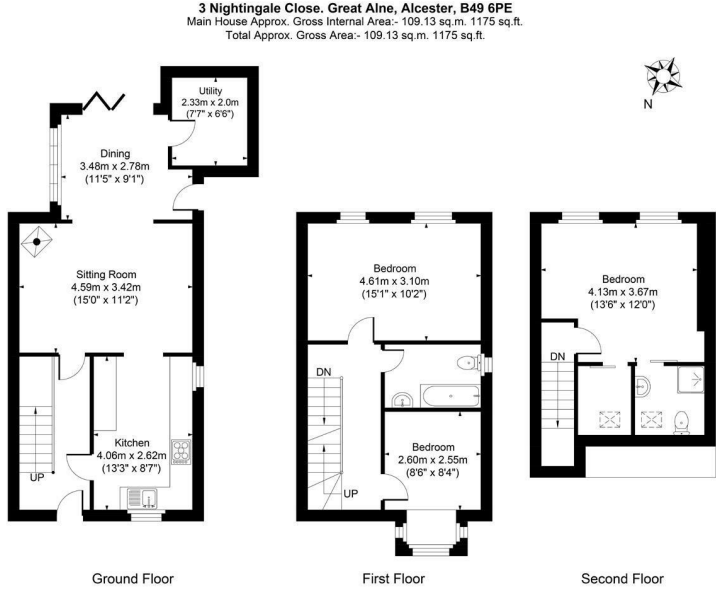 3 Nightingale Close. Great Alne, Alcester, B49 6PE
Main House Approx. Gross Internal Area:- 109.13 sq.m. 1175 sq.ft.
Total Approx. Gross Area:- 109.13 sq.m. 1175 sq.ft.
N
Utility
2.33m x 2.0m
(7'7" x 6'6")
Dining
3.48m x 2.78m
(11'5" x 9'1")
Sitting Room
4.59m x 3.42m
(15'0" x 11'2")
Kitchen
4.06m x 2.62m
(13'3" x 8'7")
UP
Ground Floor
Bedroom
4.61m x 3.10m
(15'1" x 10'2")
DN
UP
Bedroom
2.60m x 2.55m
(8'6" x 8'4")
First Floor
Bedroom
4.13m x 3.67m
(13'6" x 12'0")
DN
Second Floor